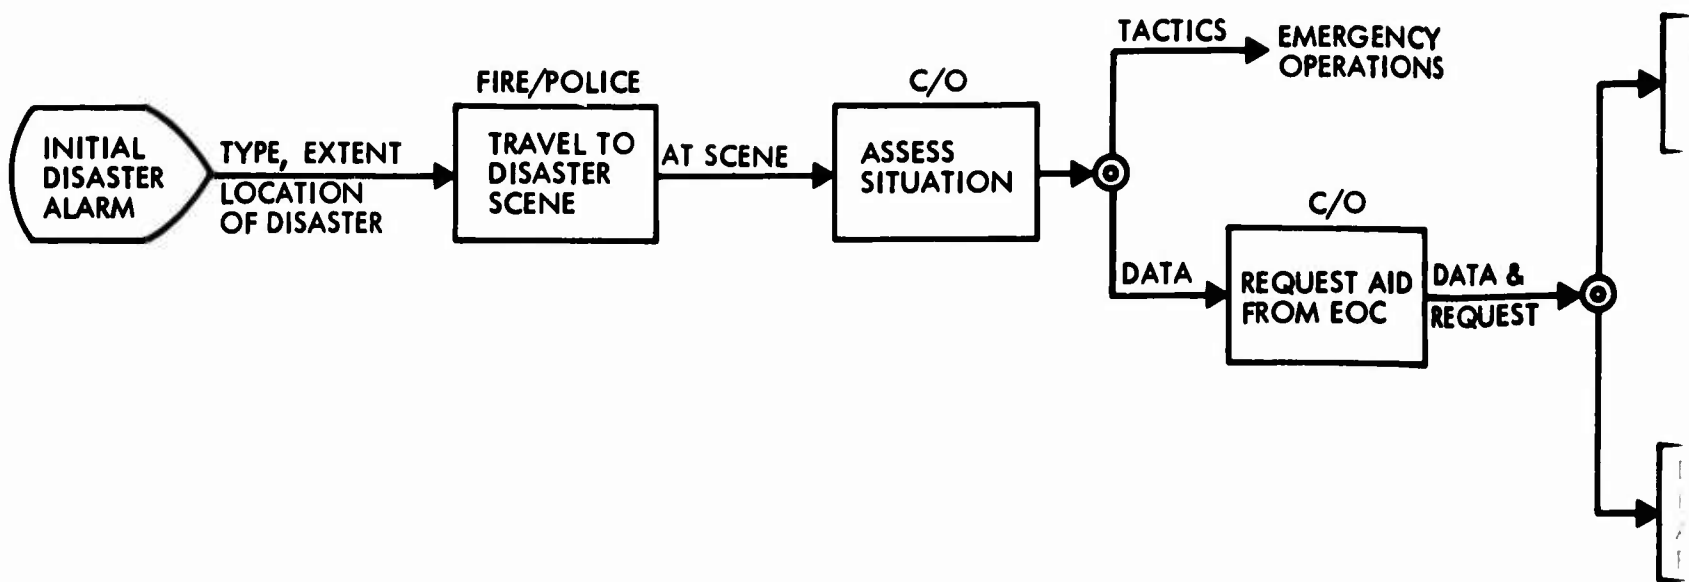 INITIAL
DISASTER
ALARM
TYPE, EXTENT
LOCATION
OF DISASTER
FIRE/POLICE
TRAVEL TO
DISASTER
SCENE
AT SCENE
C/O
ASSESS
SITUATION
TACTICS
EMERGENCY
OPERATIONS
DATA
C/O
REQUEST AID
FROM EOC
DATA &
REQUEST